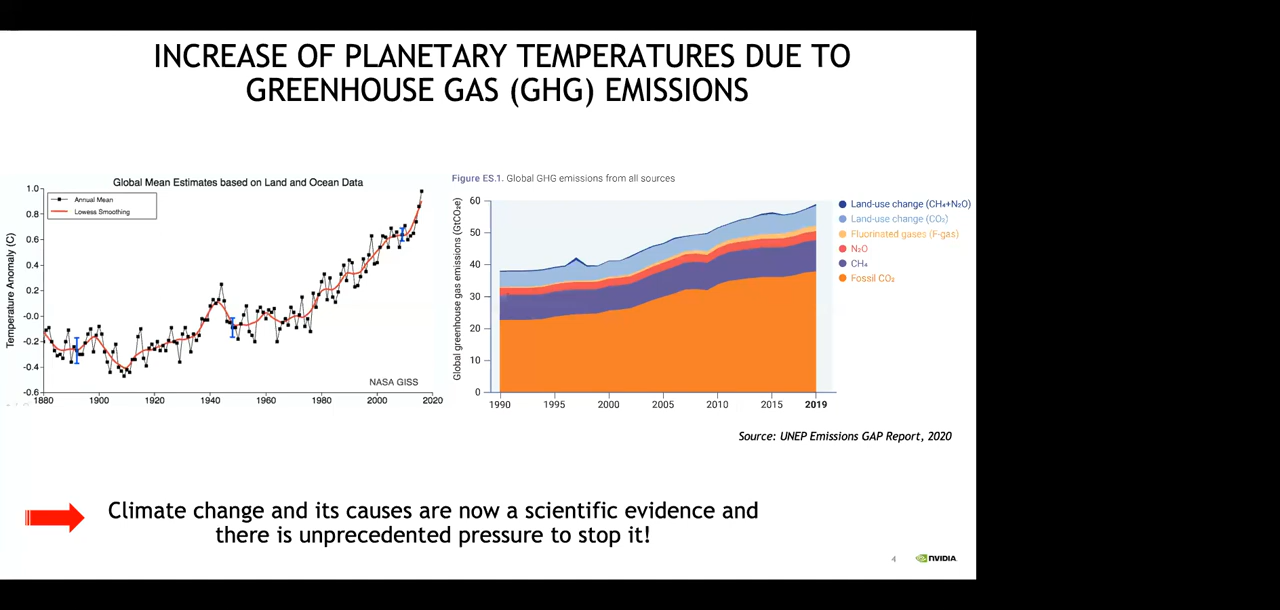 INCREASE OF PLANETARY TEMPERATURES DUE TO
GREENHOUSE GAS (GHG) EMISSIONS
Global Mean Estimates based on Land and Ocean Data
Annual Mean
Lowess Smoothing
Temperature Anomaly (C)
1.0
0.8
0.6
0.4
0.2
-0.0
-0.2
-0.4
-0.6
1880 1900 1920 1940 1960 1980 2000 2020
NASA GISS
Figure ES.1. Global GHG emissions from all sources
Global greenhouse gas emissions (GtCO₂e)
60
50
40
30
20
10
0
1990 1995 2000 2005 2010 2015 2019
Land-use change (CH₄+N₂O)
Land-use change (CO₂)
Fluorinated gases (F-gas)
N₂O
CH₄
Fossil CO₂
Source: UNEP Emissions GAP Report, 2020
Climate change and its causes are now a scientific evidence and
there is unprecedented pressure to stop it!
4
NVIDIA